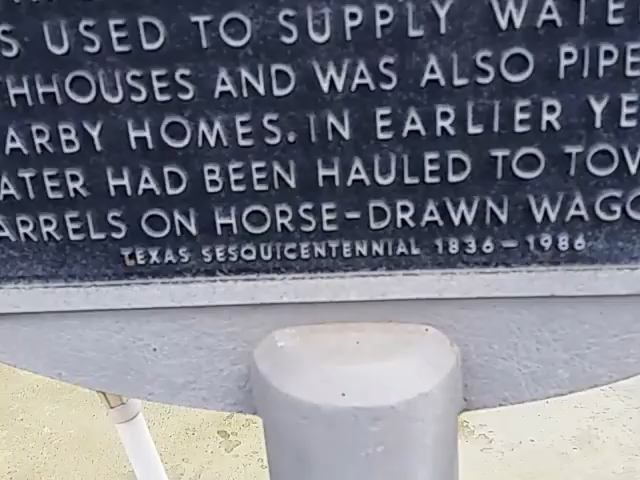 S USED TO SUPPLY WATE
HHOUSES AND WAS ALSO PIPE
ARBY HOMES. IN EARLIER YE
ATER HAD BEEN HAULED TO TOW
ARRELS ON HORSE-DRAWN WAGO
TEXAS SESQUICENTENNIAL 1836-1986